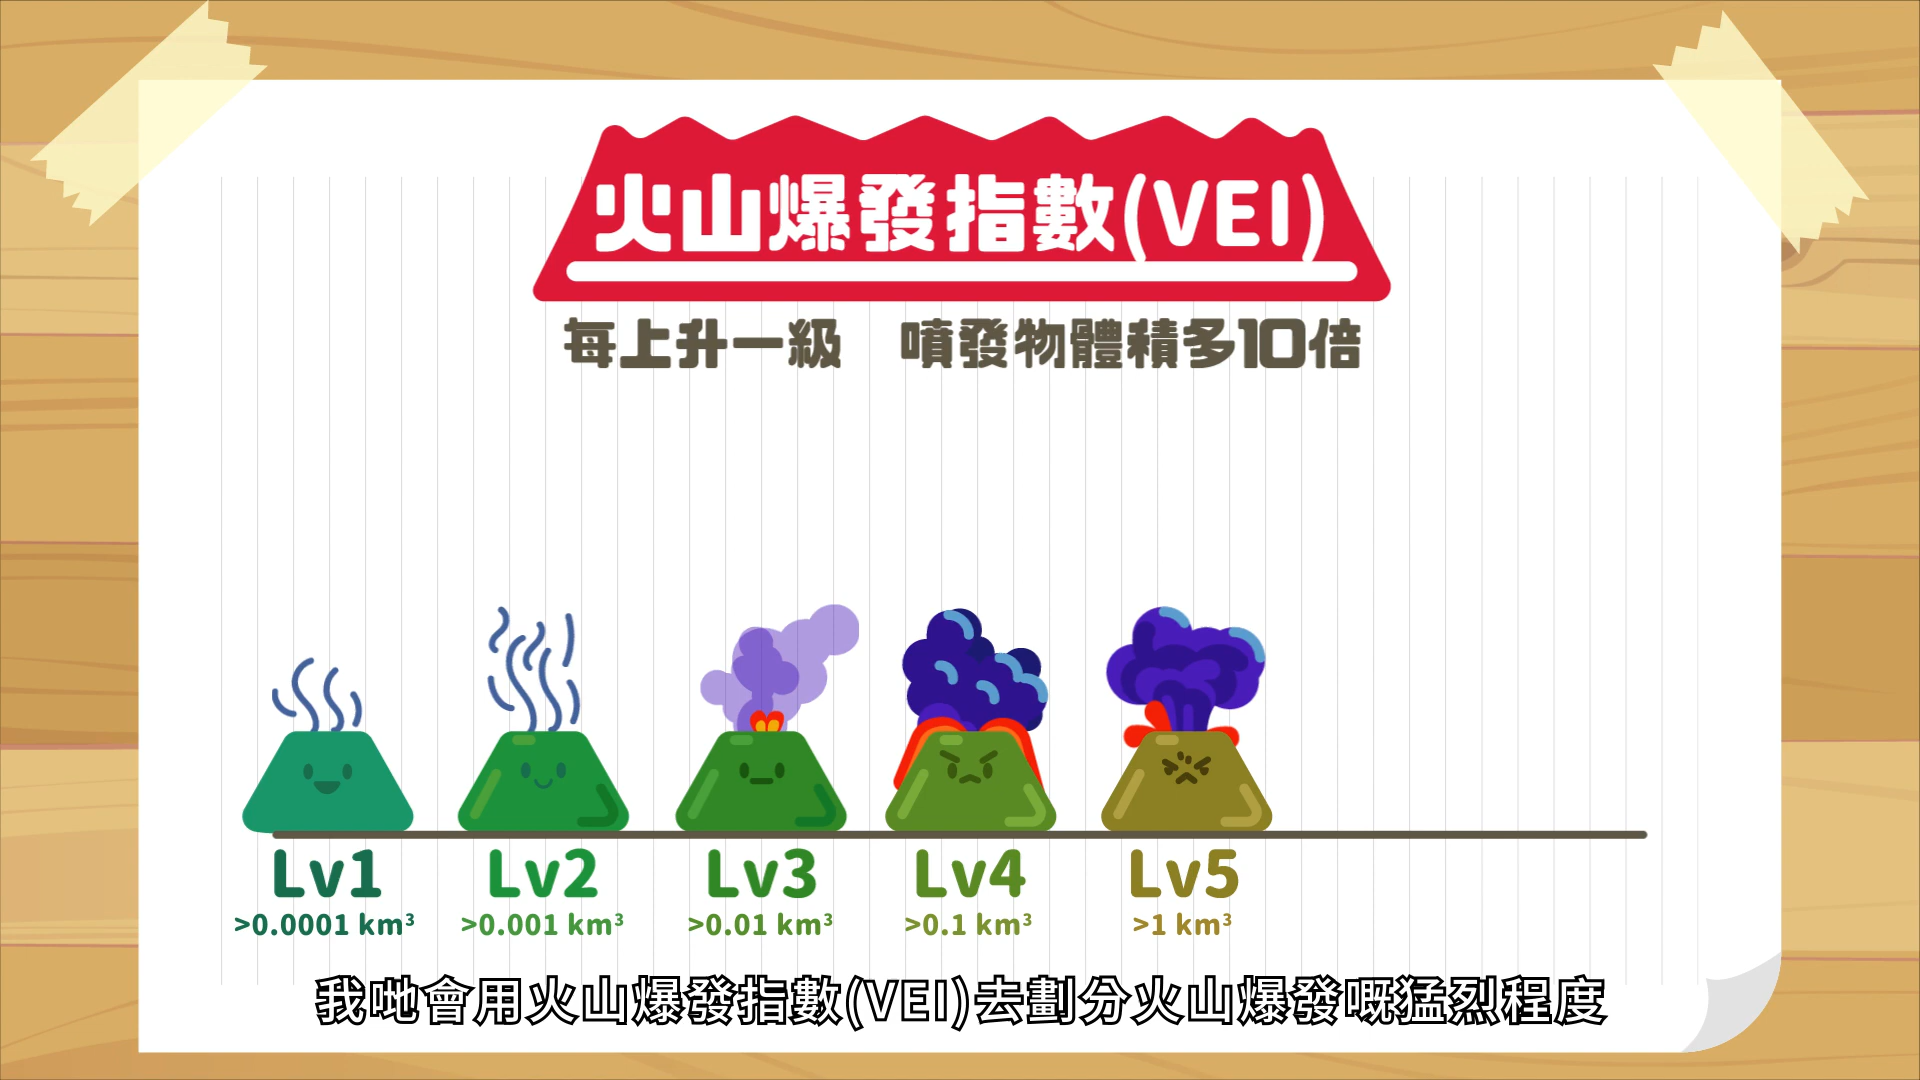 火山爆發指數(VEI)
每上升一級　噴發物體積多10倍
Lv1 Lv2 Lv3 Lv4 Lv5
>0.0001 km³ >0.001 km³ >0.01 km³ >0.1 km³ >1 km³
我哋會用火山爆發指數(VEI)去劃分火山爆發嘅猛烈程度